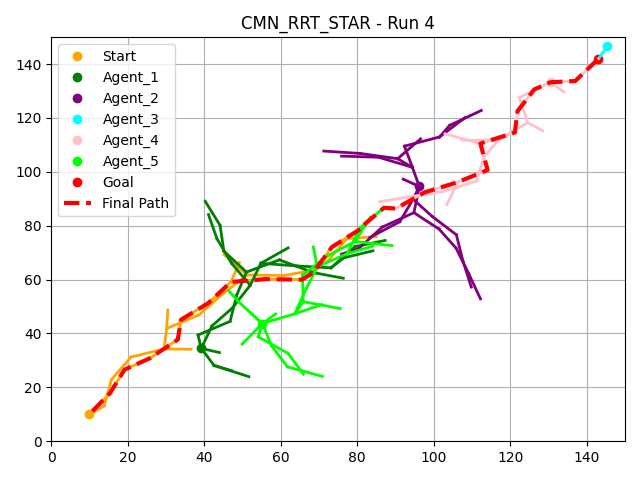 CMN_RRT_STAR - Run 4
Start
Agent_1
Agent_2
Agent_3
Agent_4
Agent_5
Goal
Final Path
140
120
100
80
60
40
20
0
0 20 40 60 80 100 120 140